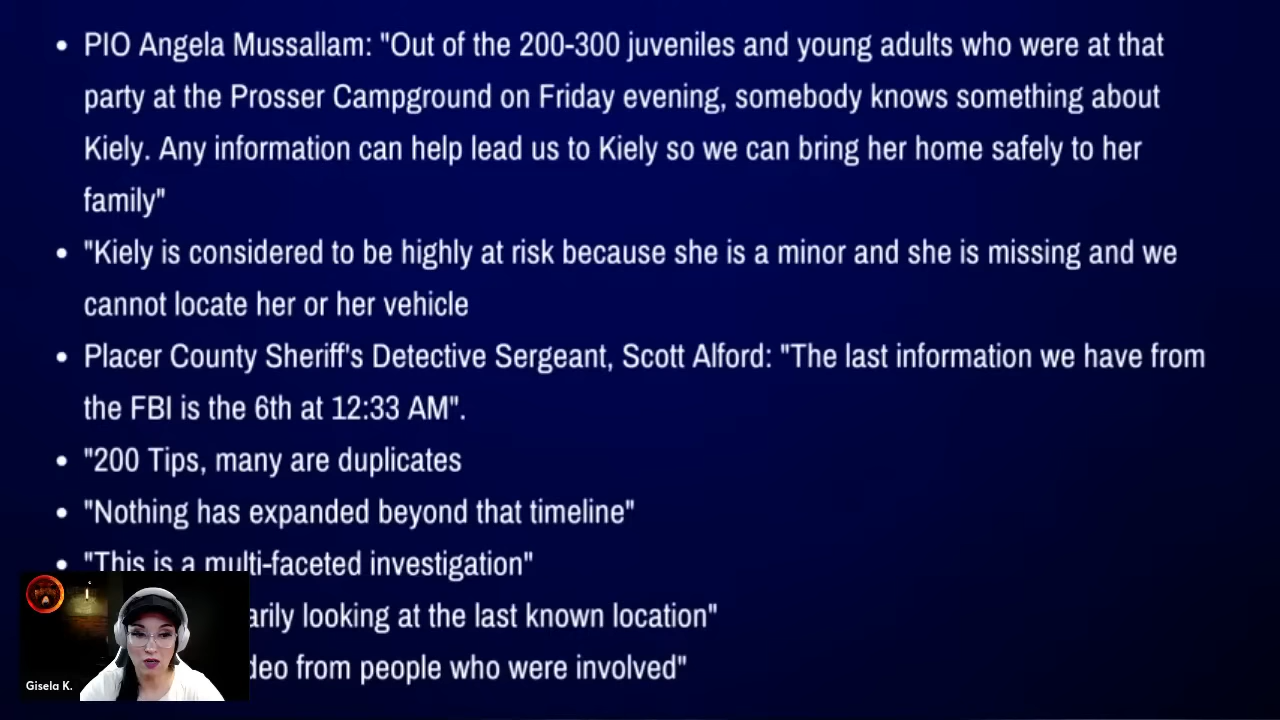 • PIO Angela Mussallam: "Out of the 200-300 juveniles and young adults who were at that
party at the Prosser Campground on Friday evening, somebody knows something about
Kiely. Any information can help lead us to Kiely so we can bring her home safely to her
family"
• "Kiely is considered to be highly at risk because she is a minor and she is missing and we
cannot locate her or her vehicle
• Placer County Sheriff's Detective Sergeant, Scott Alford: "The last information we have from
the FBI is the 6th at 12:33 AM".
• "200 Tips, many are duplicates
• "Nothing has expanded beyond that timeline"
• "This is a multi-faceted investigation"
looking at the last known location"
from people who were involved"
Gisela K.